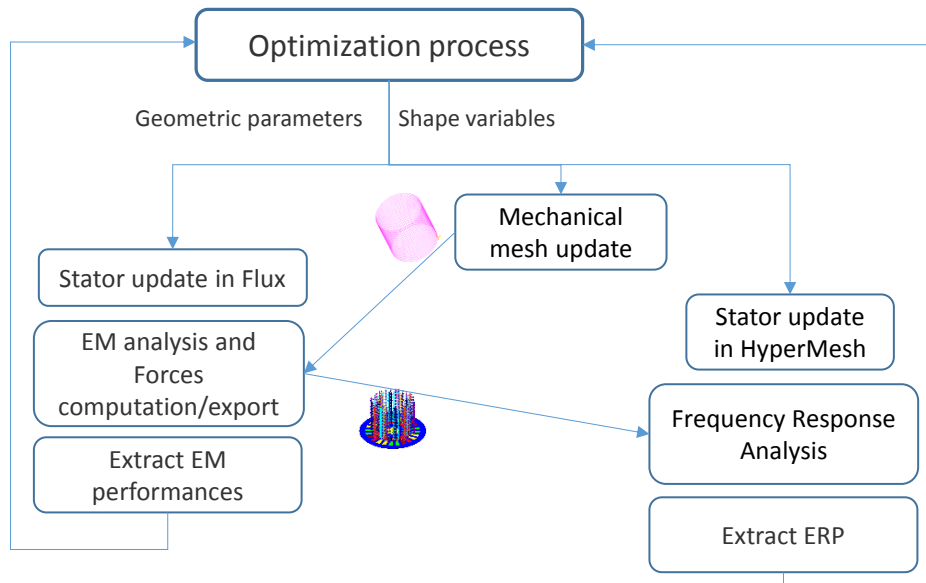 Optimization process
Geometric parameters
Shape variables
Mechanical
mesh update
Stator update in Flux
Stator update
in HyperMesh
EM analysis and
Forces
computation/export
Frequency Response
Analysis
Extract EM
performances
Extract ERP